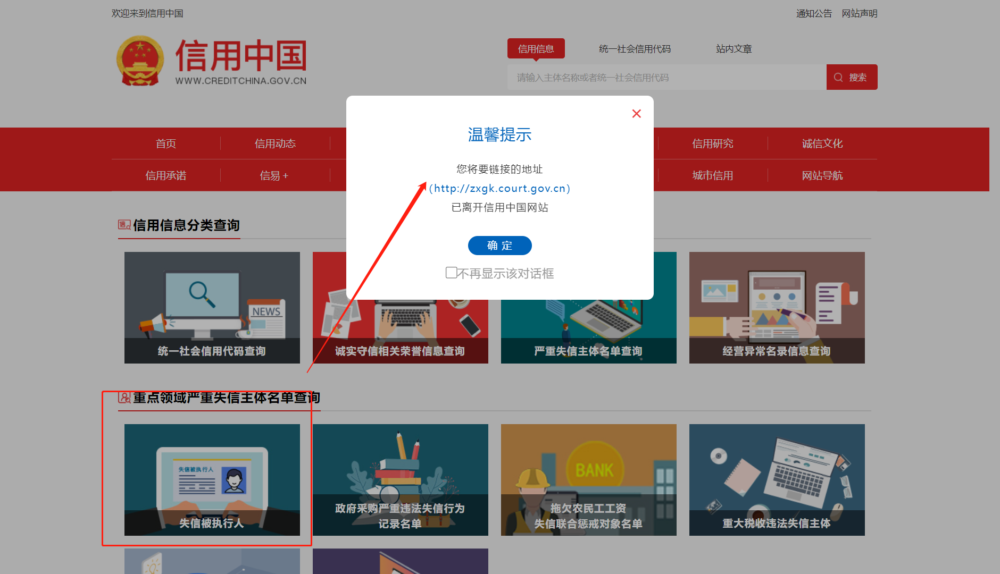 欢迎来到信用中国
通知公告 网站声明
信用中国
WWW.CREDITCHINA.GOV.CN
信用信息 统一社会信用代码 站内文章
请输入主体名称或者统一社会信用代码
搜索
首页 信用动态 信用研究 诚信文化
信用承诺 信易+ 城市信用 网站导航
温馨提示
您将要链接的地址
(http://zxgk.court.gov.cn)
已离开信用中国网站
确 定
不再显示该对话框
信用信息分类查询
NEWS
统一社会信用代码查询
诚实守信相关荣誉信息查询
严重失信主体名单查询
经营异常名录信息查询
重点领域严重失信主体名单查询
失信被执行人
失信被执行人
政府采购严重违法失信行为
记录名单
BANK
拖欠农民工工资
失信联合惩戒对象名单
重大税收违法失信主体